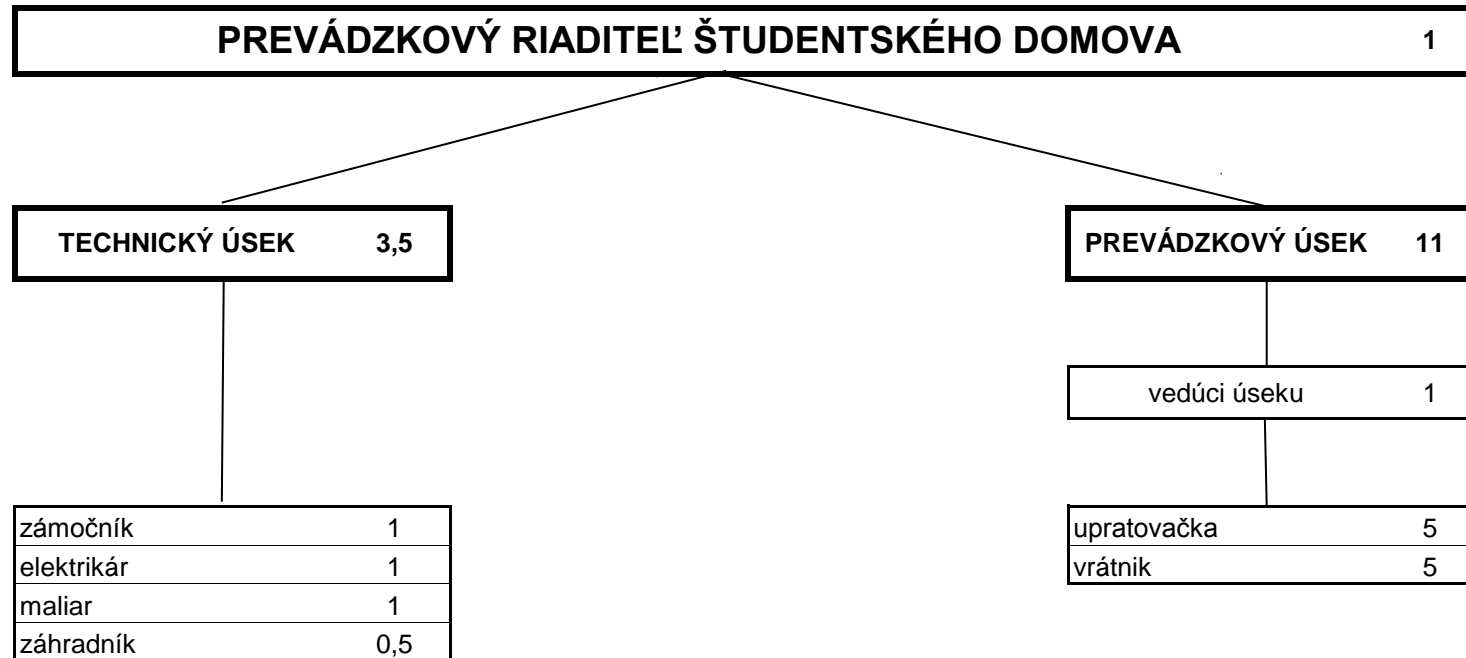 PREVÁDZKOVÝ RIADITEĽ ŠTUDENTSKÉHO DOMOVA 1
TECHNICKÝ ÚSEK 3,5
PREVÁDZKOVÝ ÚSEK 11
vedúci úseku 1
zámočník 1
elektrikár 1
maliar 1
záhradník 0,5
upratovačka 5
vrátnik 5